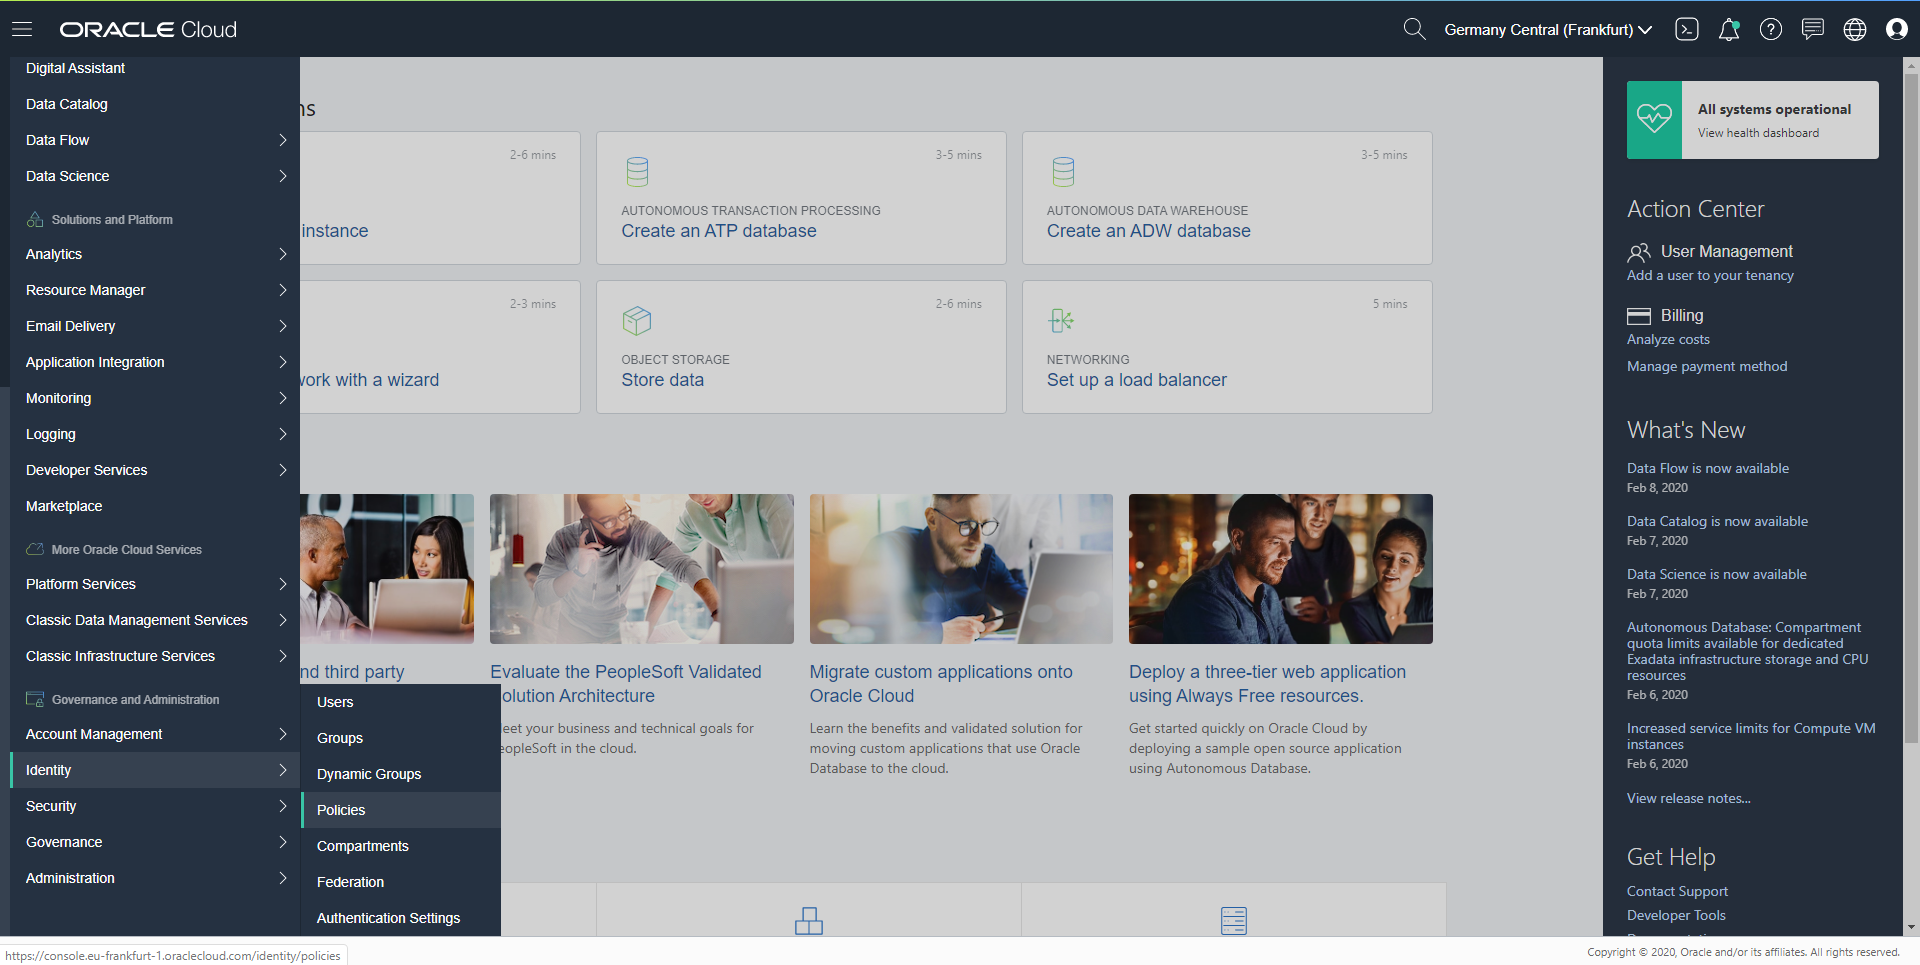 ORACLE Cloud
Germany Central (Frankfurt)
Digital Assistant
Data Catalog
Data Flow
Data Science
Solutions and Platform
Analytics
Resource Manager
Email Delivery
Application Integration
Monitoring
Logging
Developer Services
Marketplace
More Oracle Cloud Services
Platform Services
Classic Data Management Services
Classic Infrastructure Services
Governance and Administration
Account Management
Identity
Security
Governance
Administration
Users
Groups
Dynamic Groups
Policies
Compartments
Federation
Authentication Settings
2-6 mins
instance
3-5 mins
AUTONOMOUS TRANSACTION PROCESSING
Create an ATP database
3-5 mins
AUTONOMOUS DATA WAREHOUSE
Create an ADW database
2-3 mins
work with a wizard
2-6 mins
OBJECT STORAGE
Store data
5 mins
NETWORKING
Set up a load balancer
third party
Evaluate the PeopleSoft Validated
Solution Architecture
Meet your business and technical goals for
PeopleSoft in the cloud.
Migrate custom applications onto
Oracle Cloud
Learn the benefits and validated solution for
moving custom applications that use Oracle
Database to the cloud.
Deploy a three-tier web application
using Always Free resources.
Get started quickly on Oracle Cloud by
deploying a sample open source application
using Autonomous Database.
All systems operational
View health dashboard
Action Center
User Management
Add a user to your tenancy
Billing
Analyze costs
Manage payment method
What's New
Data Flow is now available
Feb 8, 2020
Data Catalog is now available
Feb 7, 2020
Data Science is now available
Feb 7, 2020
Autonomous Database: Compartment
quota limits available for dedicated
Exadata infrastructure storage and CPU
resources
Feb 6, 2020
Increased service limits for Compute VM
instances
Feb 6, 2020
View release notes...
Get Help
Contact Support
Developer Tools
https://console.eu-frankfurt-1.oraclecloud.com/identity/policies
Copyright © 2020, Oracle and/or its affiliates. All rights reserved.